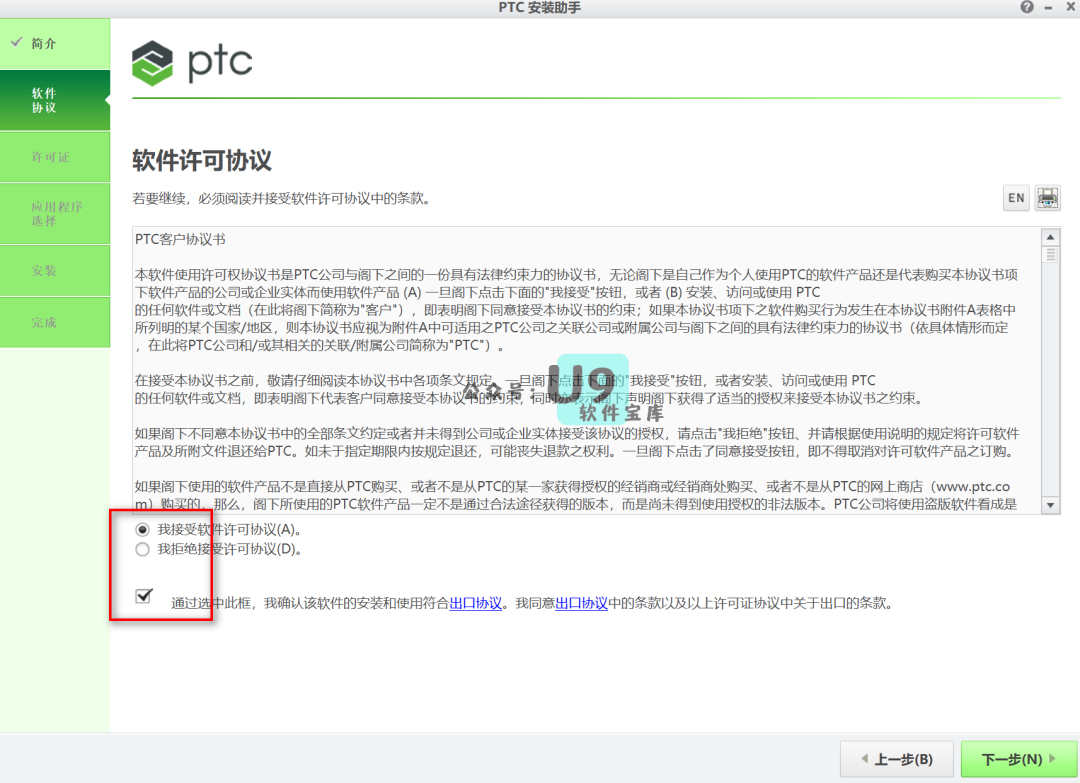 PTC 安装助手
简介
软件
协议
许可证
应用程序
选择
安装
完成
ptc
软件许可协议
若要继续，必须阅读并接受软件许可协议中的条款。
EN
PTC客户协议书
本软件使用许可权协议书是PTC公司与阁下之间的一份具有法律约束力的协议书，无论阁下是自己作为个人使用PTC的软件产品还是代表购买本协议书项
下软件产品的公司或企业实体而使用软件产品 (A) 一旦阁下点击下面的"我接受"按钮，或者 (B) 安装、访问或使用 PTC
的任何软件或文档（在此将阁下简称为"客户"），即表明阁下同意接受本协议书的约束；如果本协议书项下之软件购买行为发生在本协议书附件A表格中
所列明的某个国家/地区，则本协议书应视为附件A中可适用之PTC公司之关联公司或附属公司与阁下之间的具有法律约束力的协议书（依具体情形而定
，在此将PTC公司和/或其相关的关联/附属公司简称为"PTC"）。
在接受本协议书之前，敬请仔细阅读本协议书中各项条文规定。一旦阁下点击下面的"我接受"按钮，或者安装、访问或使用 PTC
的任何软件或文档，即表明阁下代表客户同意接受本协议书的约束，同时亦表示阁下声明阁下获得了适当的授权来接受本协议书之约束。
公众号：U9
软件宝库
如果阁下不同意本协议书中的全部条文约定或者并未得到公司或企业实体接受该协议的授权，请点击"我拒绝"按钮、并请根据使用说明的规定将许可软件
产品及所附文件退还给PTC。如未于指定期限内按规定退还，可能丧失退款之权利。一旦阁下点击了同意接受按钮，即不得取消对许可软件产品之订购。
如果阁下使用的软件产品不是直接从PTC购买、或者不是从PTC的某一家获得授权的经销商或经销商处购买、或者不是从PTC的网上商店（www.ptc.co
m）购买的，那么，阁下所使用的PTC软件产品一定不是通过合法途径获得的版本，而是尚未得到使用授权的非法版本。PTC公司将使用盗版软件看成是
我接受软件许可协议(A)。
我拒绝接受许可协议(D)。
通过选中此框，我确认该软件的安装和使用符合出口协议。我同意出口协议中的条款以及以上许可证协议中关于出口的条款。
上一步(B)
下一步(N)